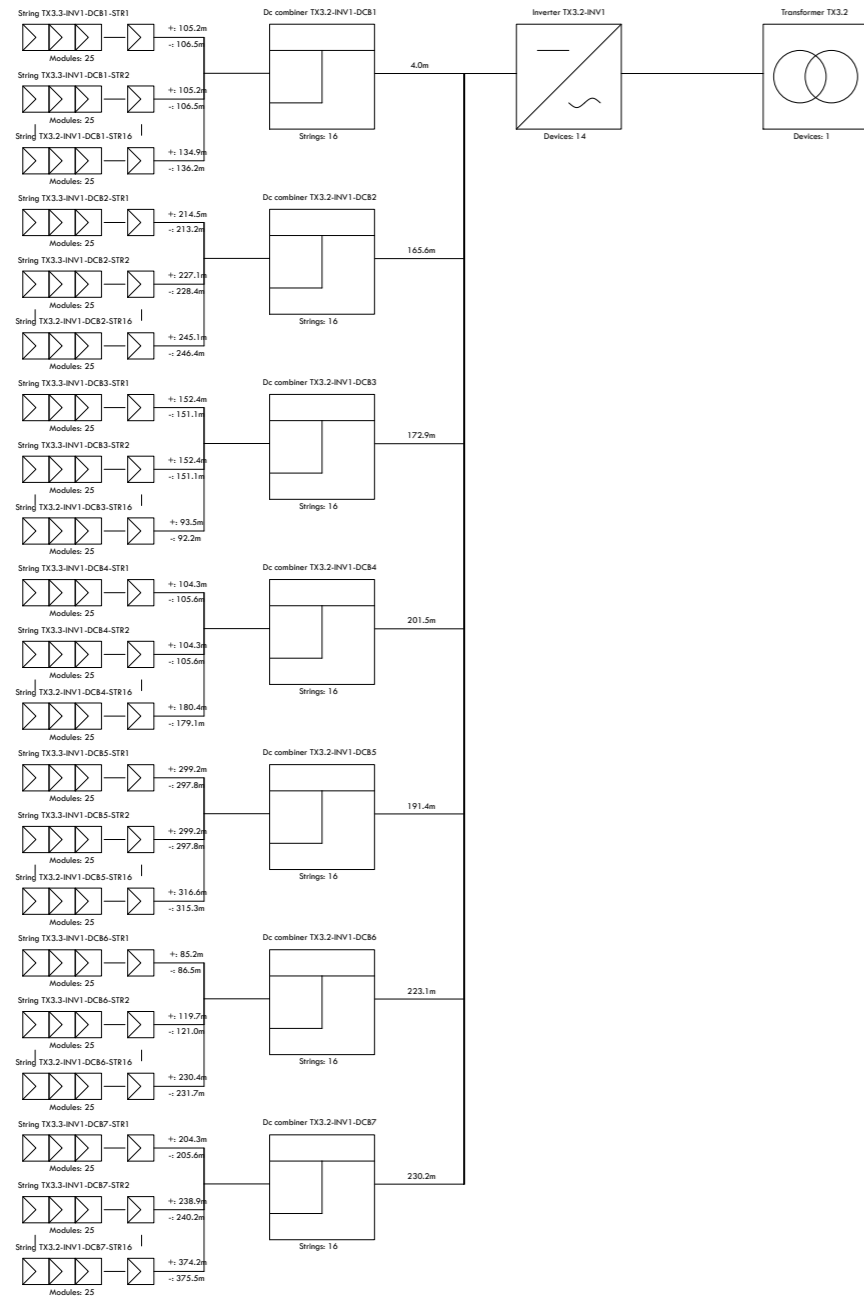 String TX3.3-INV1-DCB1-STR1
Dc combiner TX3.2-INV1-DCB1
Inverter TX3.2-INV1
Transformer TX3.2
+: 105.2m
-: 106.5m
Modules: 25
4.0m
String TX3.3-INV1-DCB1-STR2
+: 105.2m
-: 106.5m
Modules: 25
String TX3.2-INV1-DCB1-STR16
Strings: 16
Devices: 14
Devices: 1
+: 134.9m
-: 136.2m
Modules: 25
String TX3.3-INV1-DCB2-STR1
Dc combiner TX3.2-INV1-DCB2
+: 214.5m
-: 213.2m
Modules: 25
165.6m
String TX3.3-INV1-DCB2-STR2
+: 227.1m
-: 228.4m
Modules: 25
String TX3.2-INV1-DCB2-STR16
Strings: 16
+: 245.1m
-: 246.4m
Modules: 25
String TX3.3-INV1-DCB3-STR1
Dc combiner TX3.2-INV1-DCB3
+: 152.4m
-: 151.1m
Modules: 25
172.9m
String TX3.3-INV1-DCB3-STR2
+: 152.4m
-: 151.1m
Modules: 25
String TX3.2-INV1-DCB3-STR16
Strings: 16
+: 93.5m
-: 92.2m
Modules: 25
String TX3.3-INV1-DCB4-STR1
Dc combiner TX3.2-INV1-DCB4
+: 104.3m
-: 105.6m
Modules: 25
201.5m
String TX3.3-INV1-DCB4-STR2
+: 104.3m
-: 105.6m
Modules: 25
String TX3.2-INV1-DCB4-STR16
Strings: 16
+: 180.4m
-: 179.1m
Modules: 25
String TX3.3-INV1-DCB5-STR1
Dc combiner TX3.2-INV1-DCB5
+: 299.2m
-: 297.8m
Modules: 25
191.4m
String TX3.3-INV1-DCB5-STR2
+: 299.2m
-: 297.8m
Modules: 25
String TX3.2-INV1-DCB5-STR16
Strings: 16
+: 316.6m
-: 315.3m
Modules: 25
String TX3.3-INV1-DCB6-STR1
Dc combiner TX3.2-INV1-DCB6
+: 85.2m
-: 86.5m
Modules: 25
223.1m
String TX3.3-INV1-DCB6-STR2
+: 119.7m
-: 121.0m
Modules: 25
String TX3.2-INV1-DCB6-STR16
Strings: 16
+: 230.4m
-: 231.7m
Modules: 25
String TX3.3-INV1-DCB7-STR1
Dc combiner TX3.2-INV1-DCB7
+: 204.3m
-: 205.6m
Modules: 25
230.2m
String TX3.3-INV1-DCB7-STR2
+: 238.9m
-: 240.2m
Modules: 25
String TX3.2-INV1-DCB7-STR16
Strings: 16
+: 374.2m
-: 375.5m
Modules: 25